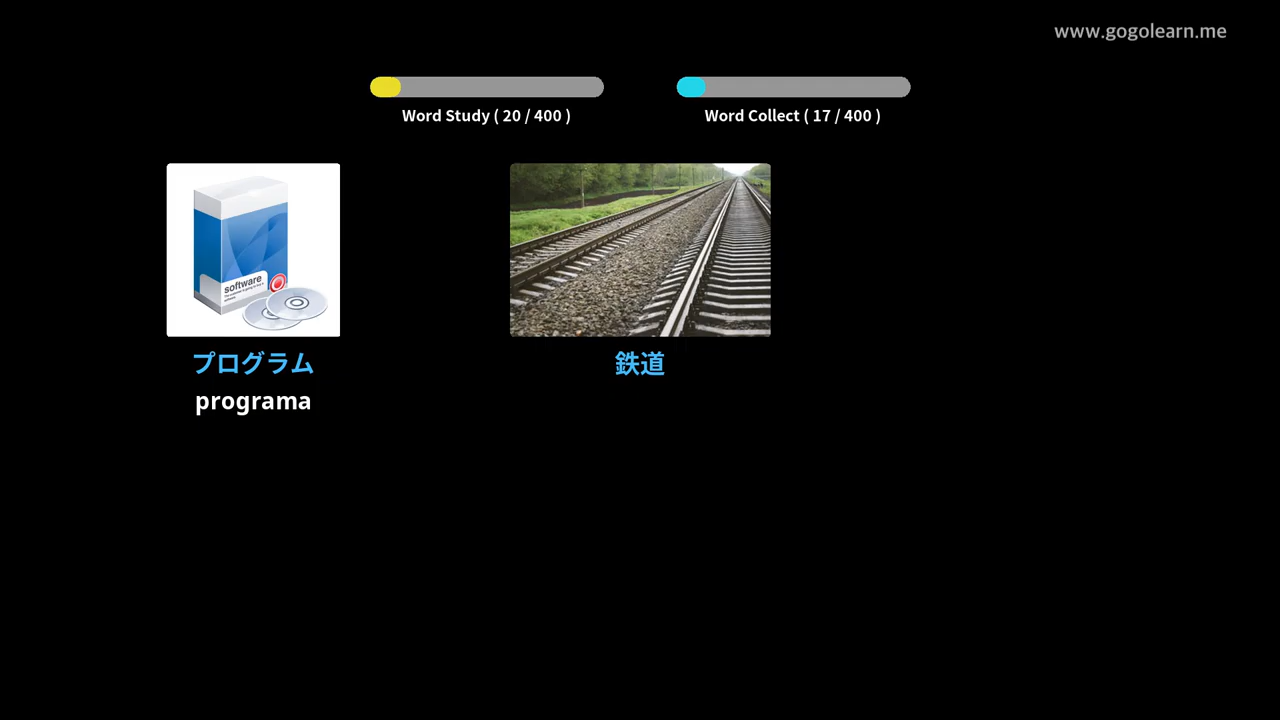 www.gogolearn.me
Word Study ( 20 / 400 )
Word Collect ( 17 / 400 )
software
プログラム
programa
鉄道